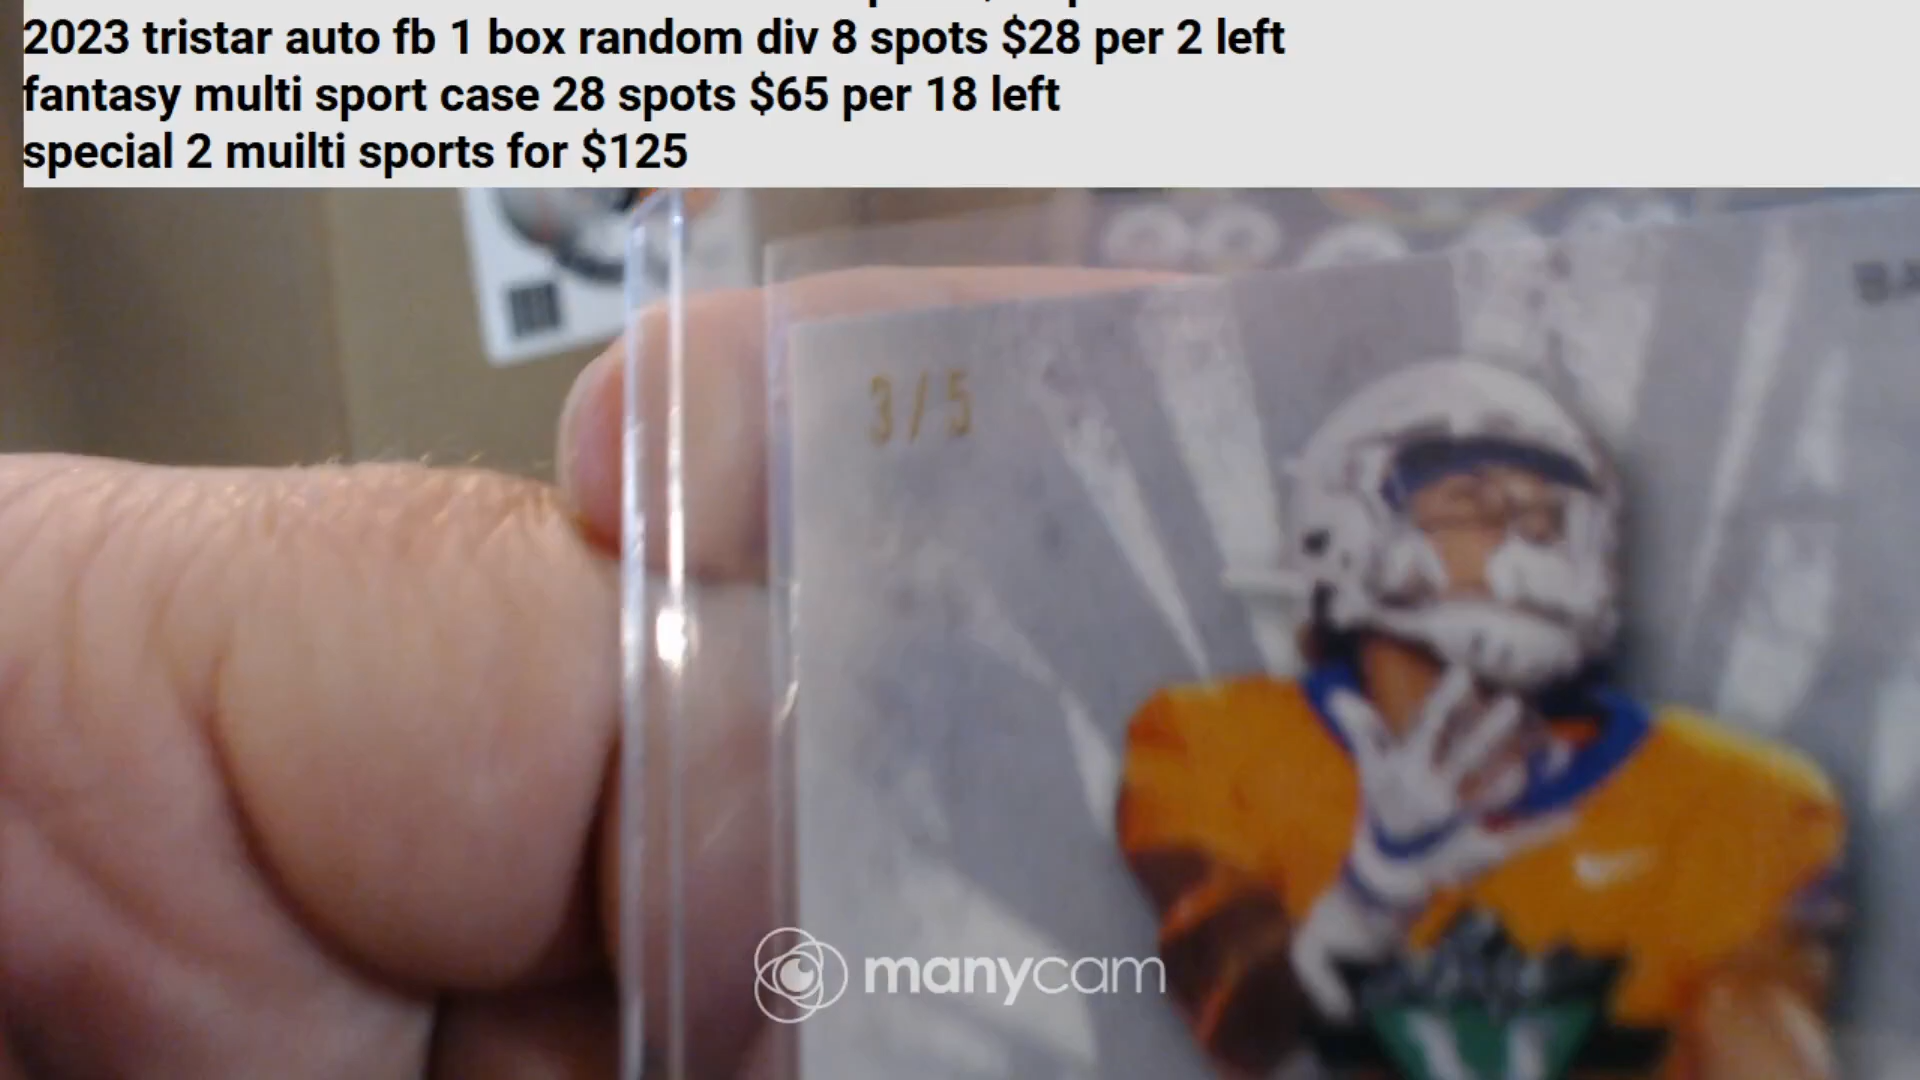 2023 tristar auto fb 1 box random div 8 spots $28 per 2 left
fantasy multi sport case 28 spots $65 per 18 left
special 2 muilti sports for $125
3/5
manycam